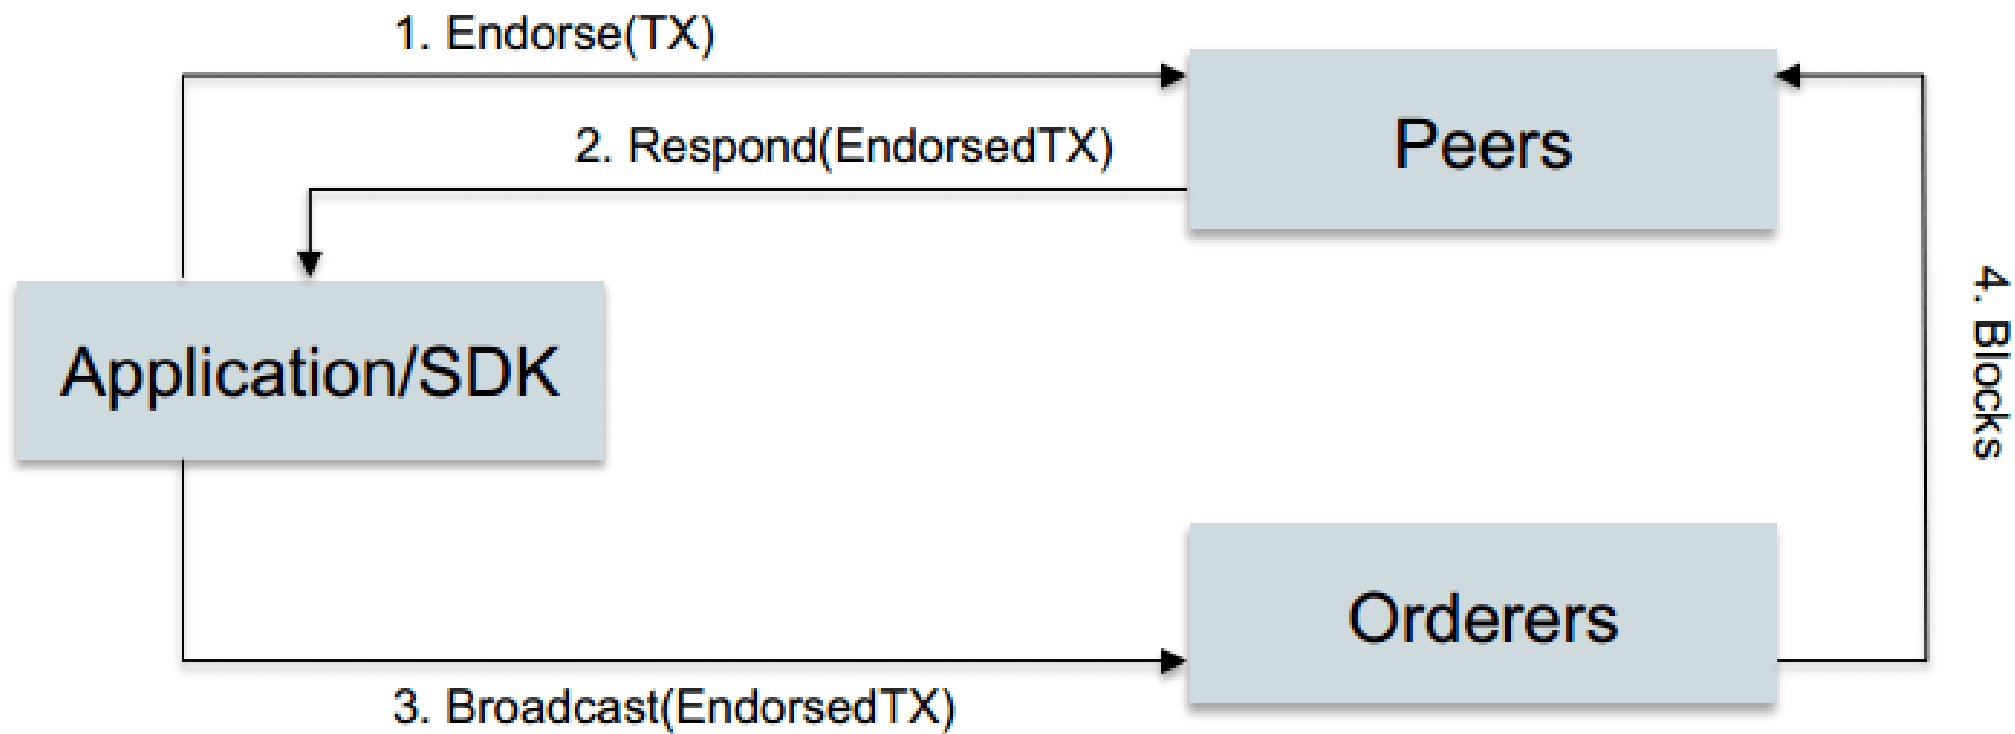 1. Endorse(TX)
2. Respond(EndorsedTX)
Peers
Application/SDK
4. Blocks
Orderers
3. Broadcast(EndorsedTX)